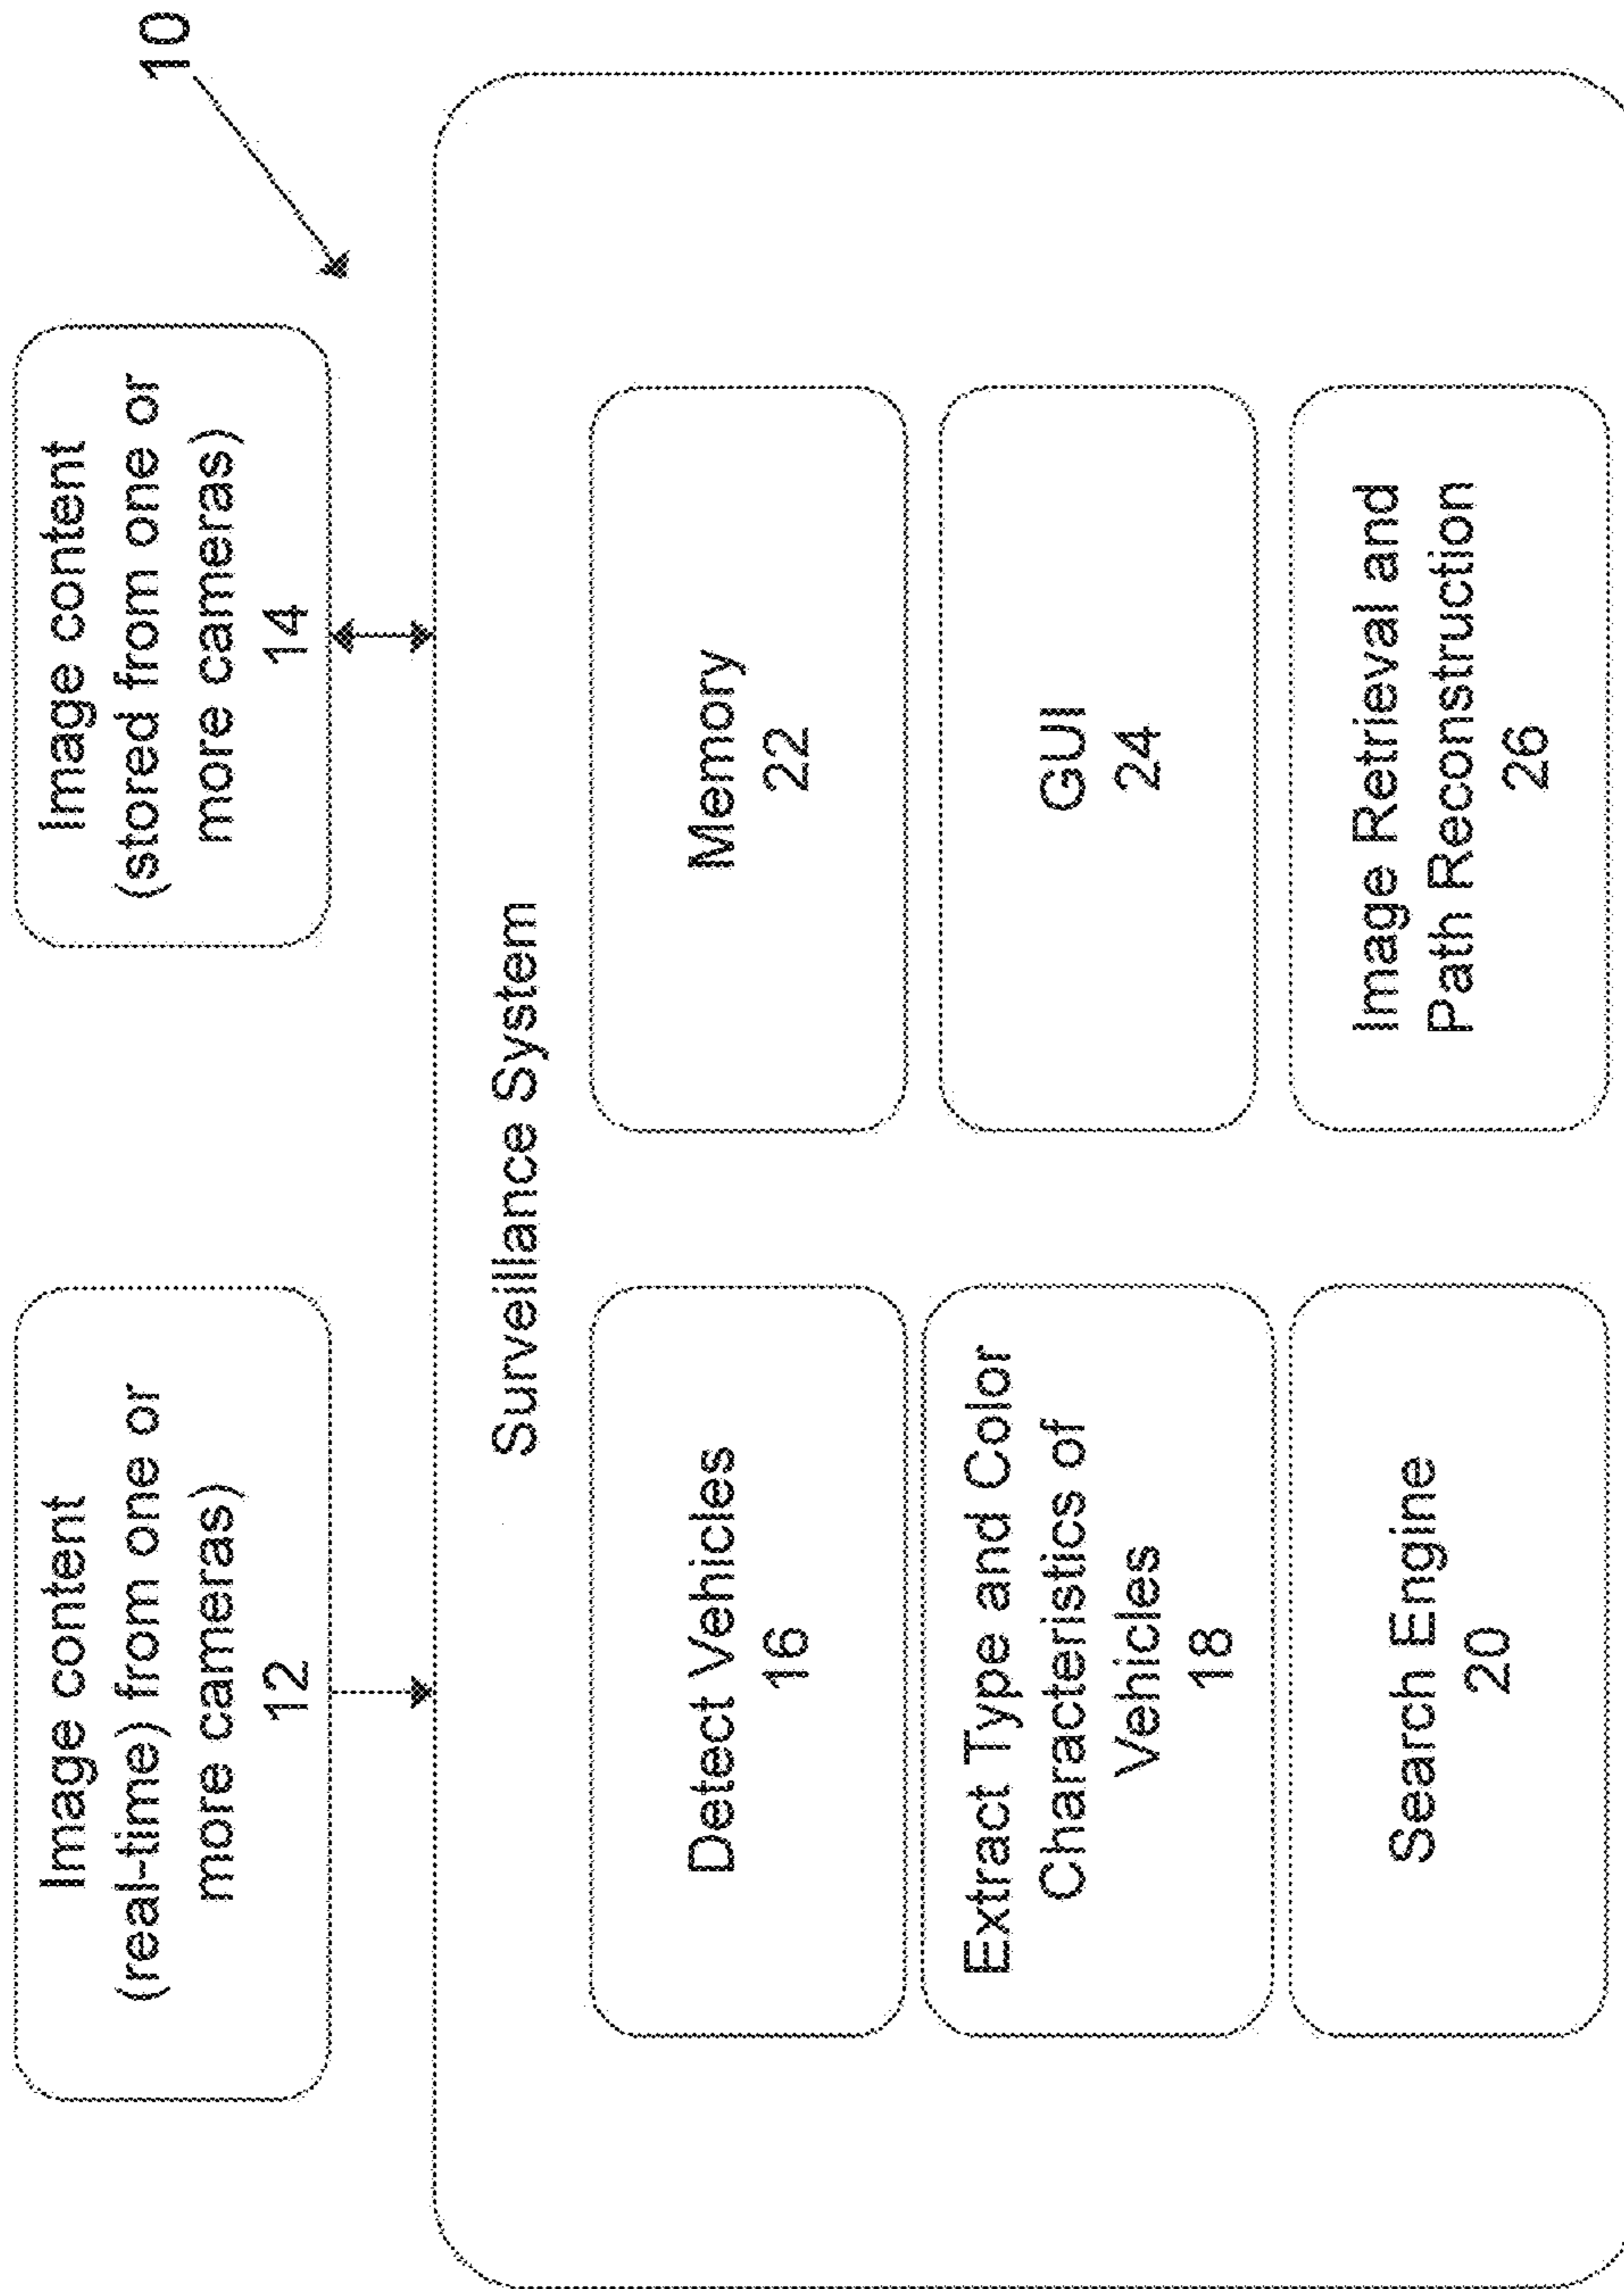 10
Image content
(real-time) from one or
more cameras)
12
Image content
(stored from one or
more cameras)
14
Surveillance System
Detect Vehicles
16
Extract Type and Color
Characteristics of
Vehicles
18
Search Engine
20
Memory
22
GUI
24
Image Retrieval and
Path Reconstruction
26